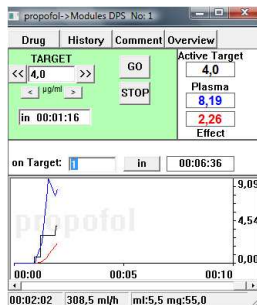 propofol->Modules DPS No: 1
Drug History Comment Overview
TARGET
<< 4,0 >>
< µg/ml >
in 00:01:16
GO
STOP
Active Target
4,0
Plasma
8,19
2,26
Effect
on Target: 1 in 00:06:36
propofol
9,09
4,54
0,00
00:00 00:05 00:10
00:02:02 308,5 ml/h ml:5,5 mg:55,0